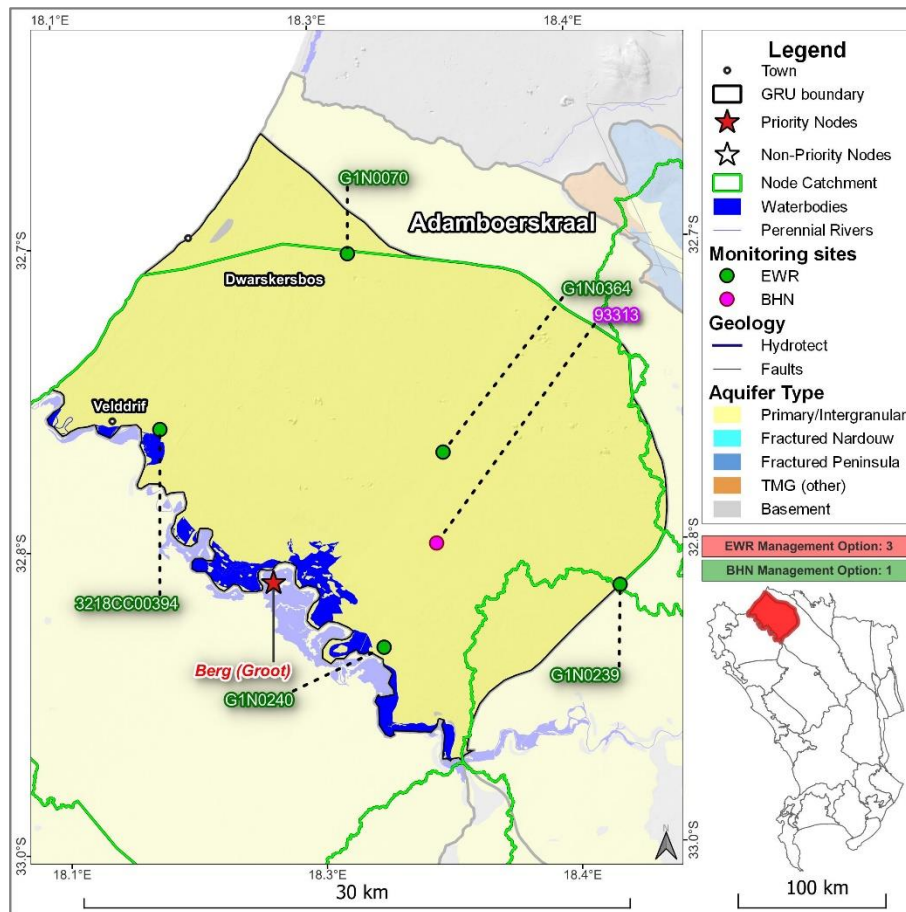 18.1°E
18.3°E
18.4°E
32.7°S
32.8°S
33.0°S
32.7°S
32.8°S
33.0°S
18.1°E
18.3°E
18.4°E
G1N0070
Adamboerskraal
Dwarskersbos
G1N0364
93313
Velddrif
3218CC00394
Berg (Groot)
G1N0240
G1N0239
N
30 km
Legend
Town
GRU boundary
Priority Nodes
Non-Priority Nodes
Node Catchment
Waterbodies
Perennial Rivers
Monitoring sites
EWR
BHN
Geology
Hydrotect
Faults
Aquifer Type
Primary/Intergranular
Fractured Nardouw
Fractured Peninsula
TMG (other)
Basement
EWR Management Option: 3
BHN Management Option: 1
100 km